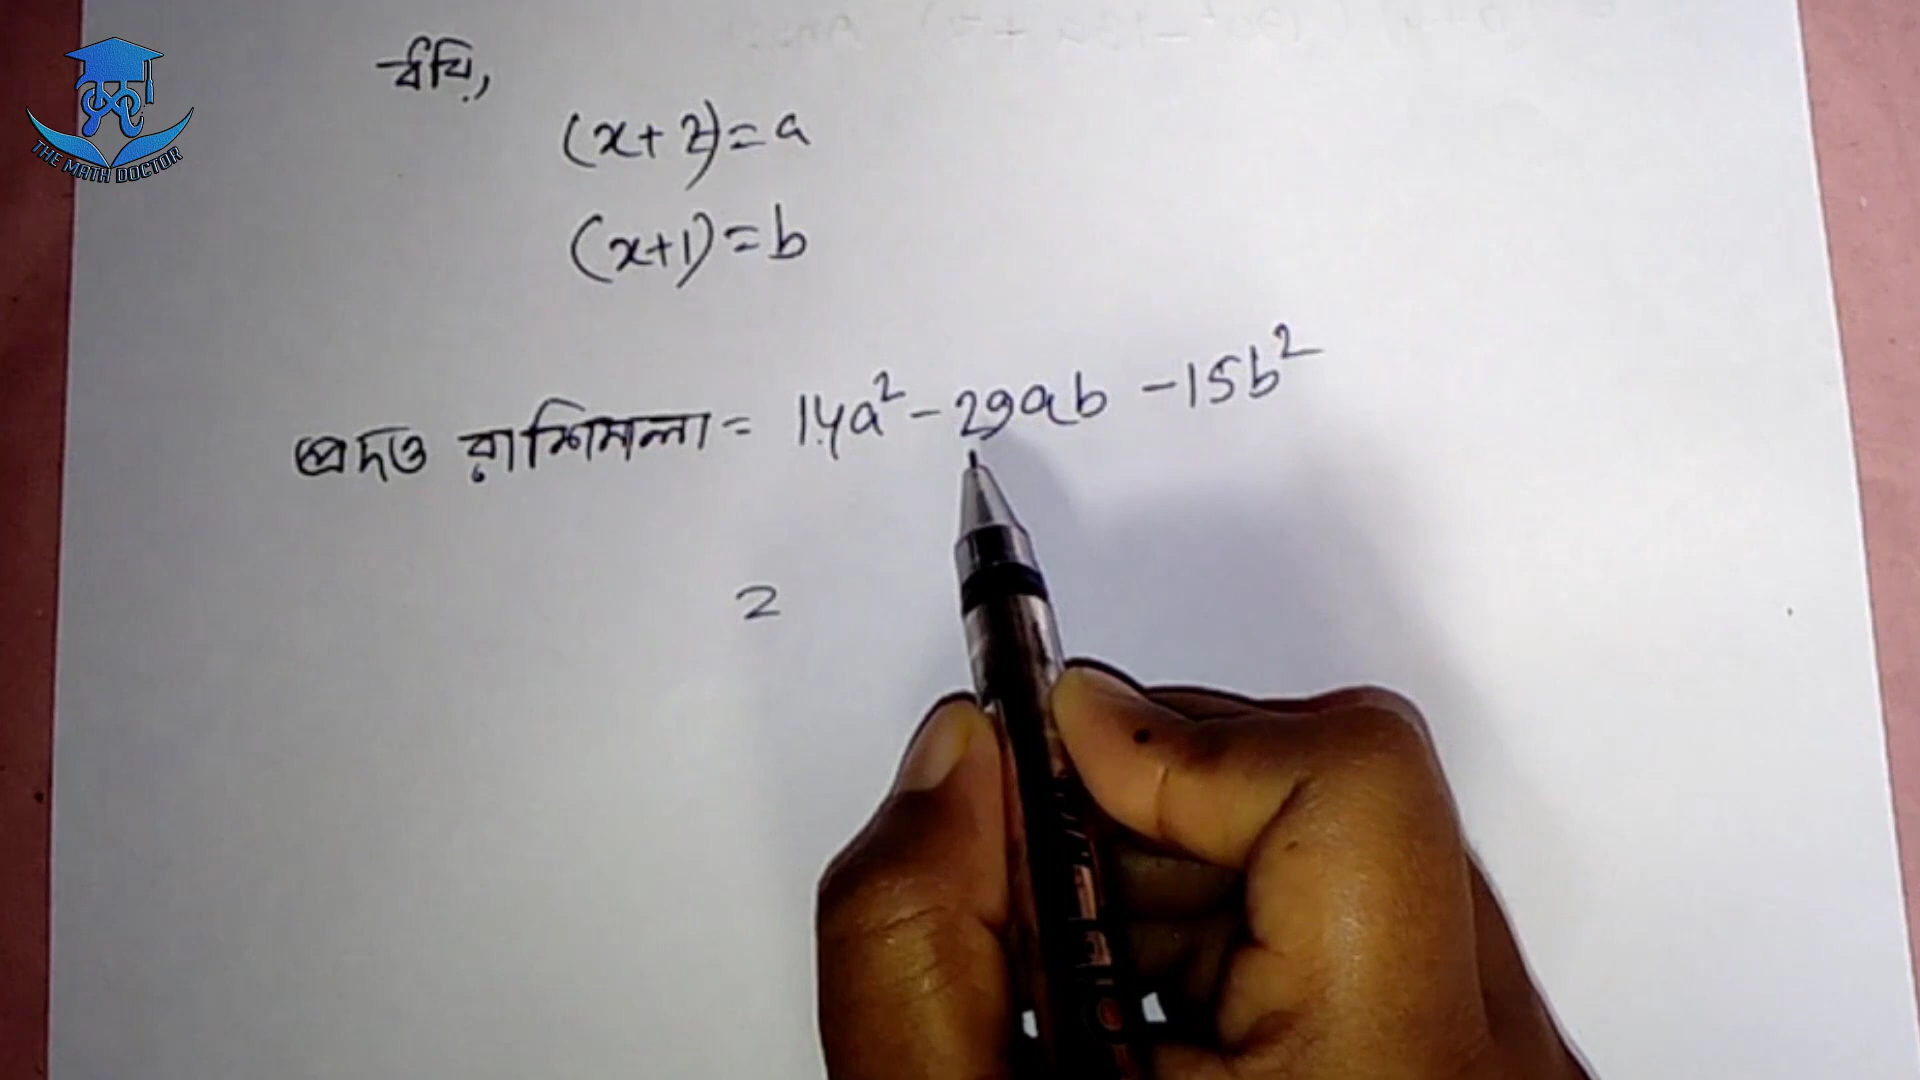 THE MATH DOCTOR
ধরি,
(x+2)=a
(x+1)=b
প্রদত্ত রাশিমালা = 14a² - 29ab - 15b²
2